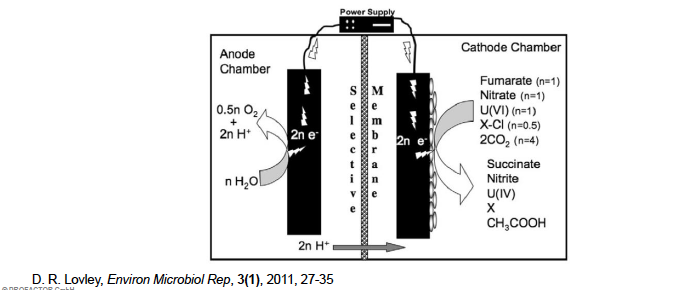 Power Supply
Anode
Chamber
Cathode Chamber
0.5n O₂
+
2n H⁺
n H₂O
2n e⁻
Selective
Membrane
2n e⁻
Fumarate (n=1)
Nitrate (n=1)
U(VI) (n=1)
X-Cl (n=0.5)
2CO₂ (n=4)
Succinate
Nitrite
U(IV)
X
CH₃COOH
2n H⁺
D. R. Lovley, Environ Microbiol Rep, 3(1), 2011, 27-35